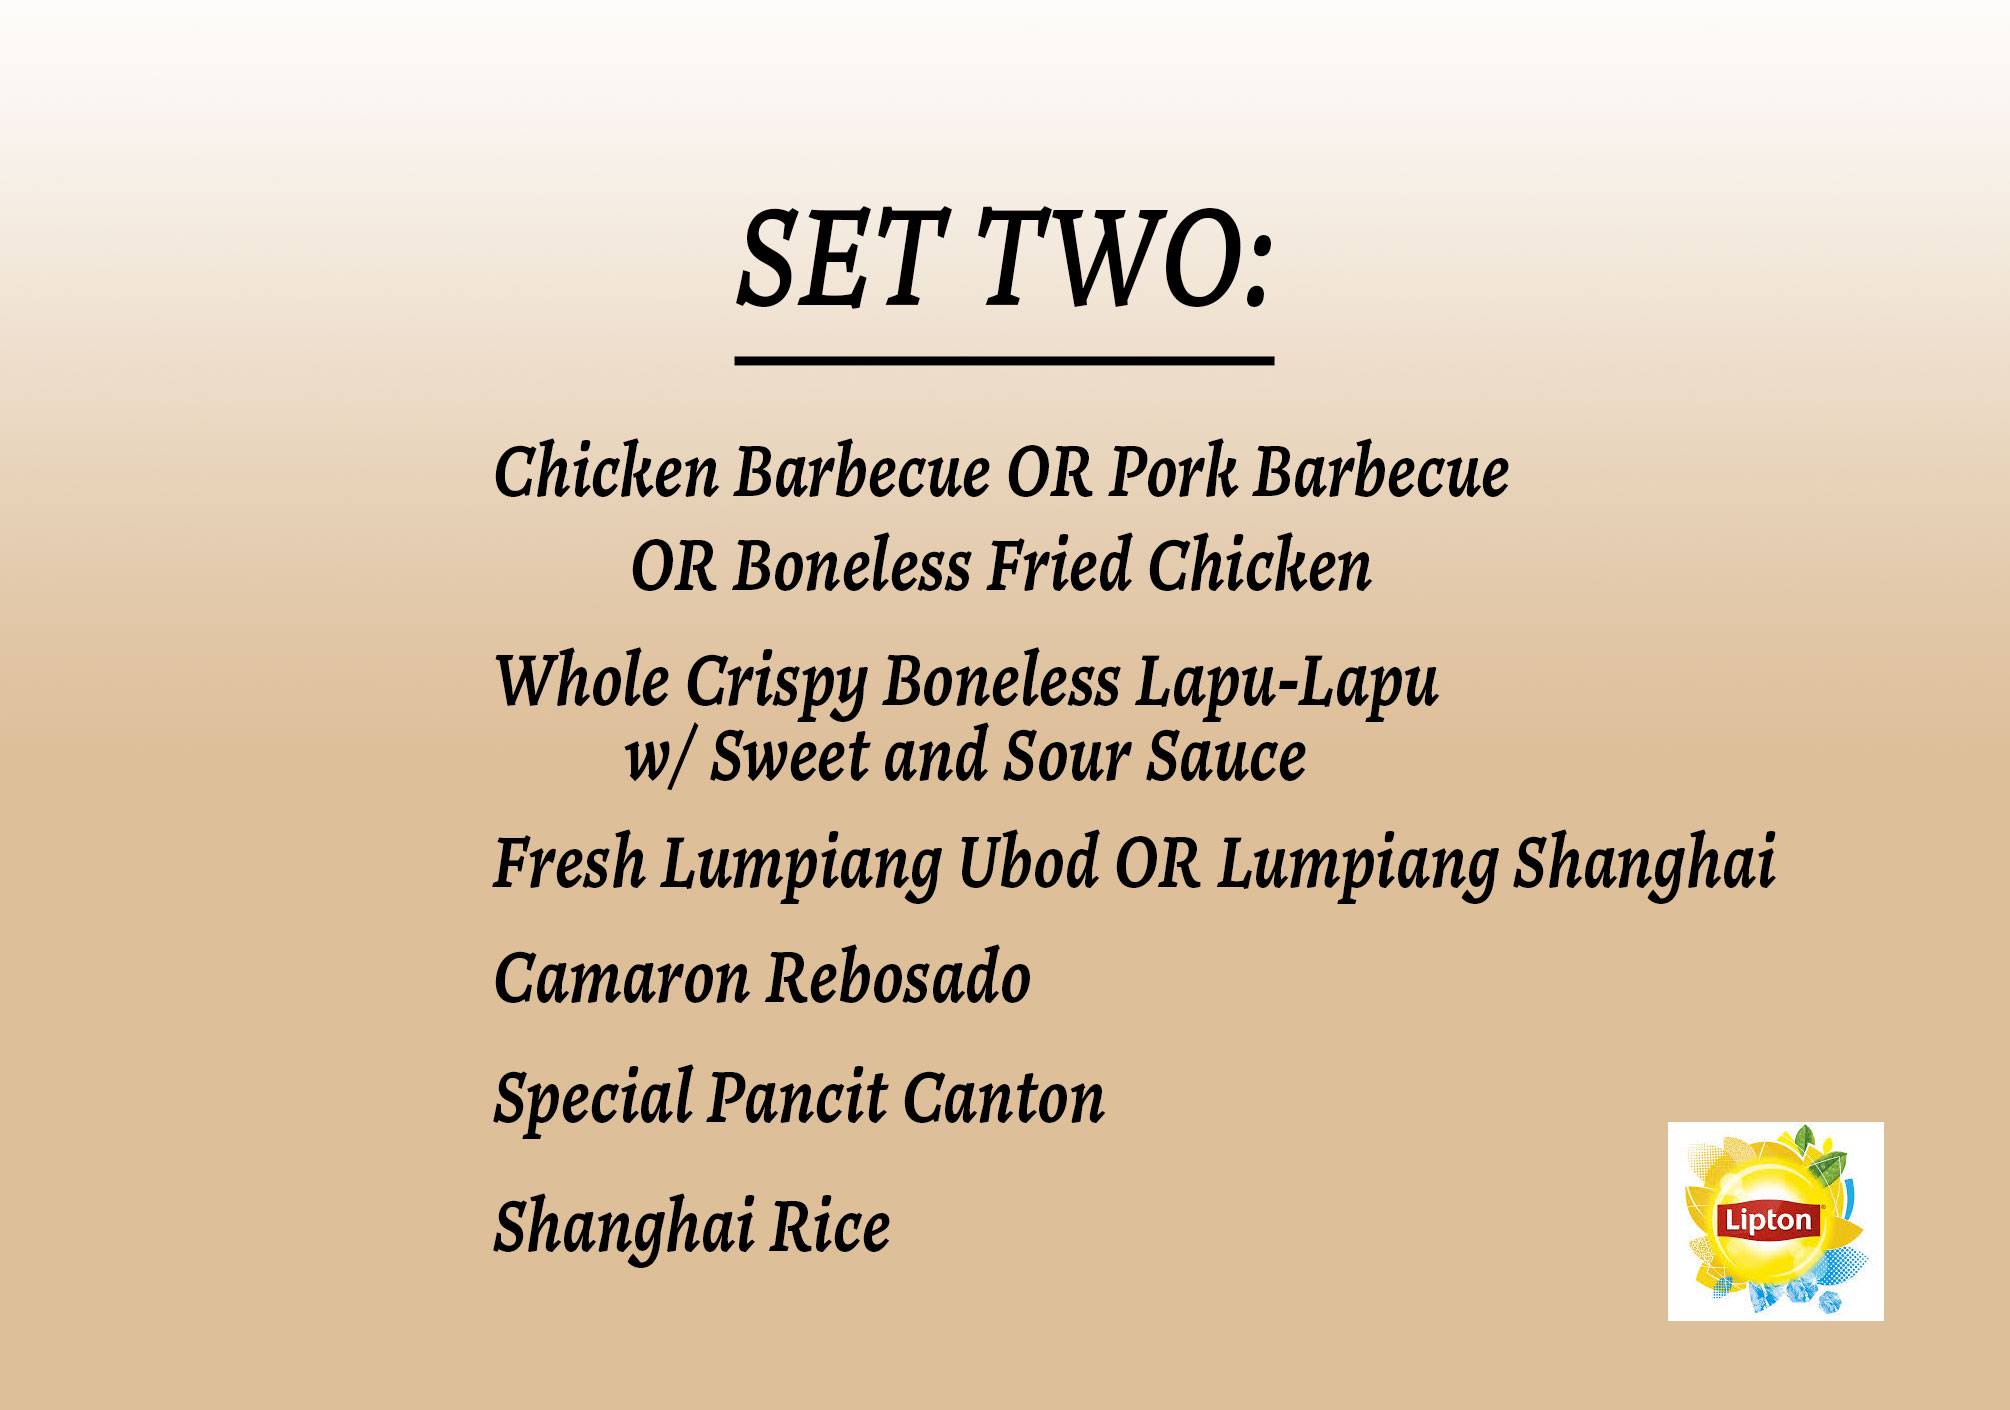 SET TWO:
Chicken Barbecue OR Pork Barbecue
OR Boneless Fried Chicken
Whole Crispy Boneless Lapu-Lapu
w/ Sweet and Sour Sauce
Fresh Lumpiang Ubod OR Lumpiang Shanghai
Camaron Rebosado
Special Pancit Canton
Shanghai Rice
Lipton